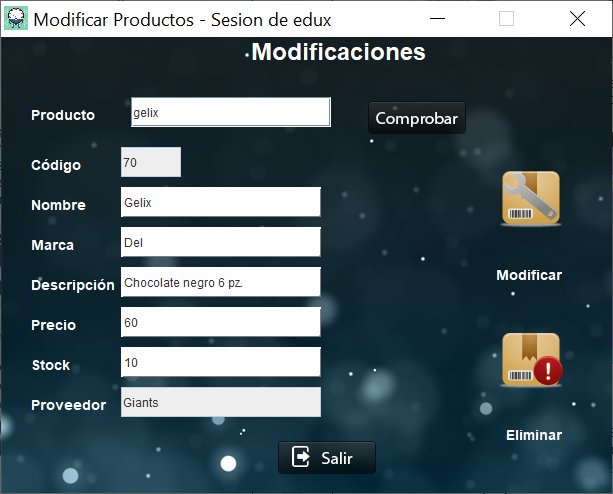 Modificar Productos - Sesion de edux
Modificaciones
Producto
gelix
Comprobar
Código
70
Nombre
Gelix
Marca
Del
Descripción
Chocolate negro 6 pz.
Precio
60
Stock
10
Proveedor
Giants
Modificar
Eliminar
Salir